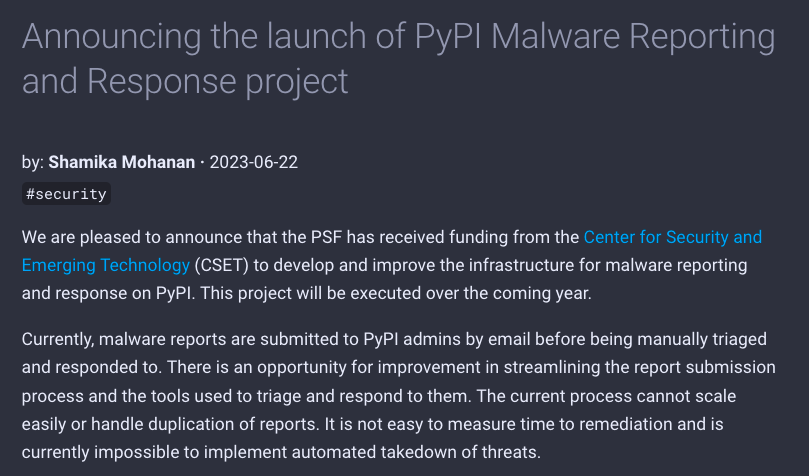 Announcing the launch of PyPI Malware Reporting
and Response project
by: Shamika Mohanan · 2023-06-22
#security
We are pleased to announce that the PSF has received funding from the Center for Security and
Emerging Technology (CSET) to develop and improve the infrastructure for malware reporting
and response on PyPI. This project will be executed over the coming year.
Currently, malware reports are submitted to PyPI admins by email before being manually triaged
and responded to. There is an opportunity for improvement in streamlining the report submission
process and the tools used to triage and respond to them. The current process cannot scale
easily or handle duplication of reports. It is not easy to measure time to remediation and is
currently impossible to implement automated takedown of threats.